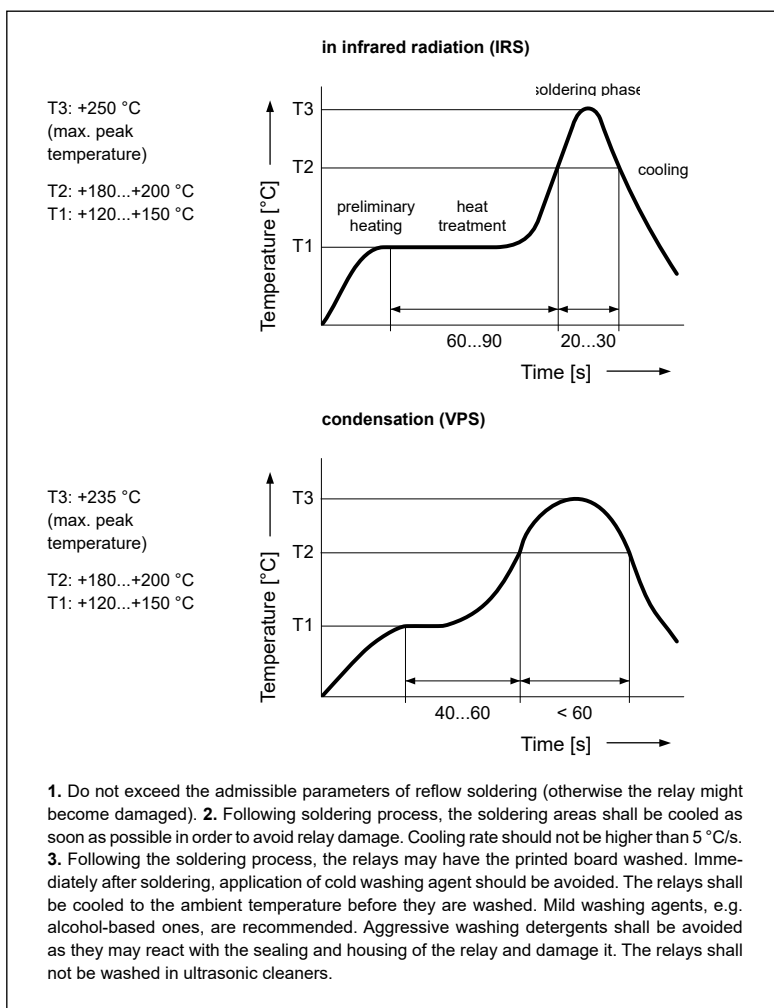 in infrared radiation (IRS)
T3: +250 °C
(max. peak
temperature)
T2: +180...+200 °C
T1: +120...+150 °C
Temperature [°C]
T3
T2
T1
soldering phase
cooling
preliminary
heating
heat
treatment
60...90
20...30
Time [s]
condensation (VPS)
T3: +235 °C
(max. peak
temperature)
T2: +180...+200 °C
T1: +120...+150 °C
Temperature [°C]
T3
T2
T1
40...60
< 60
Time [s]
1. Do not exceed the admissible parameters of reflow soldering (otherwise the relay might
become damaged). 2. Following soldering process, the soldering areas shall be cooled as
soon as possible in order to avoid relay damage. Cooling rate should not be higher than 5 °C/s.
3. Following the soldering process, the relays may have the printed board washed. Imme-
diately after soldering, application of cold washing agent should be avoided. The relays shall
be cooled to the ambient temperature before they are washed. Mild washing agents, e.g.
alcohol-based ones, are recommended. Aggressive washing detergents shall be avoided
as they may react with the sealing and housing of the relay and damage it. The relays shall
not be washed in ultrasonic cleaners.